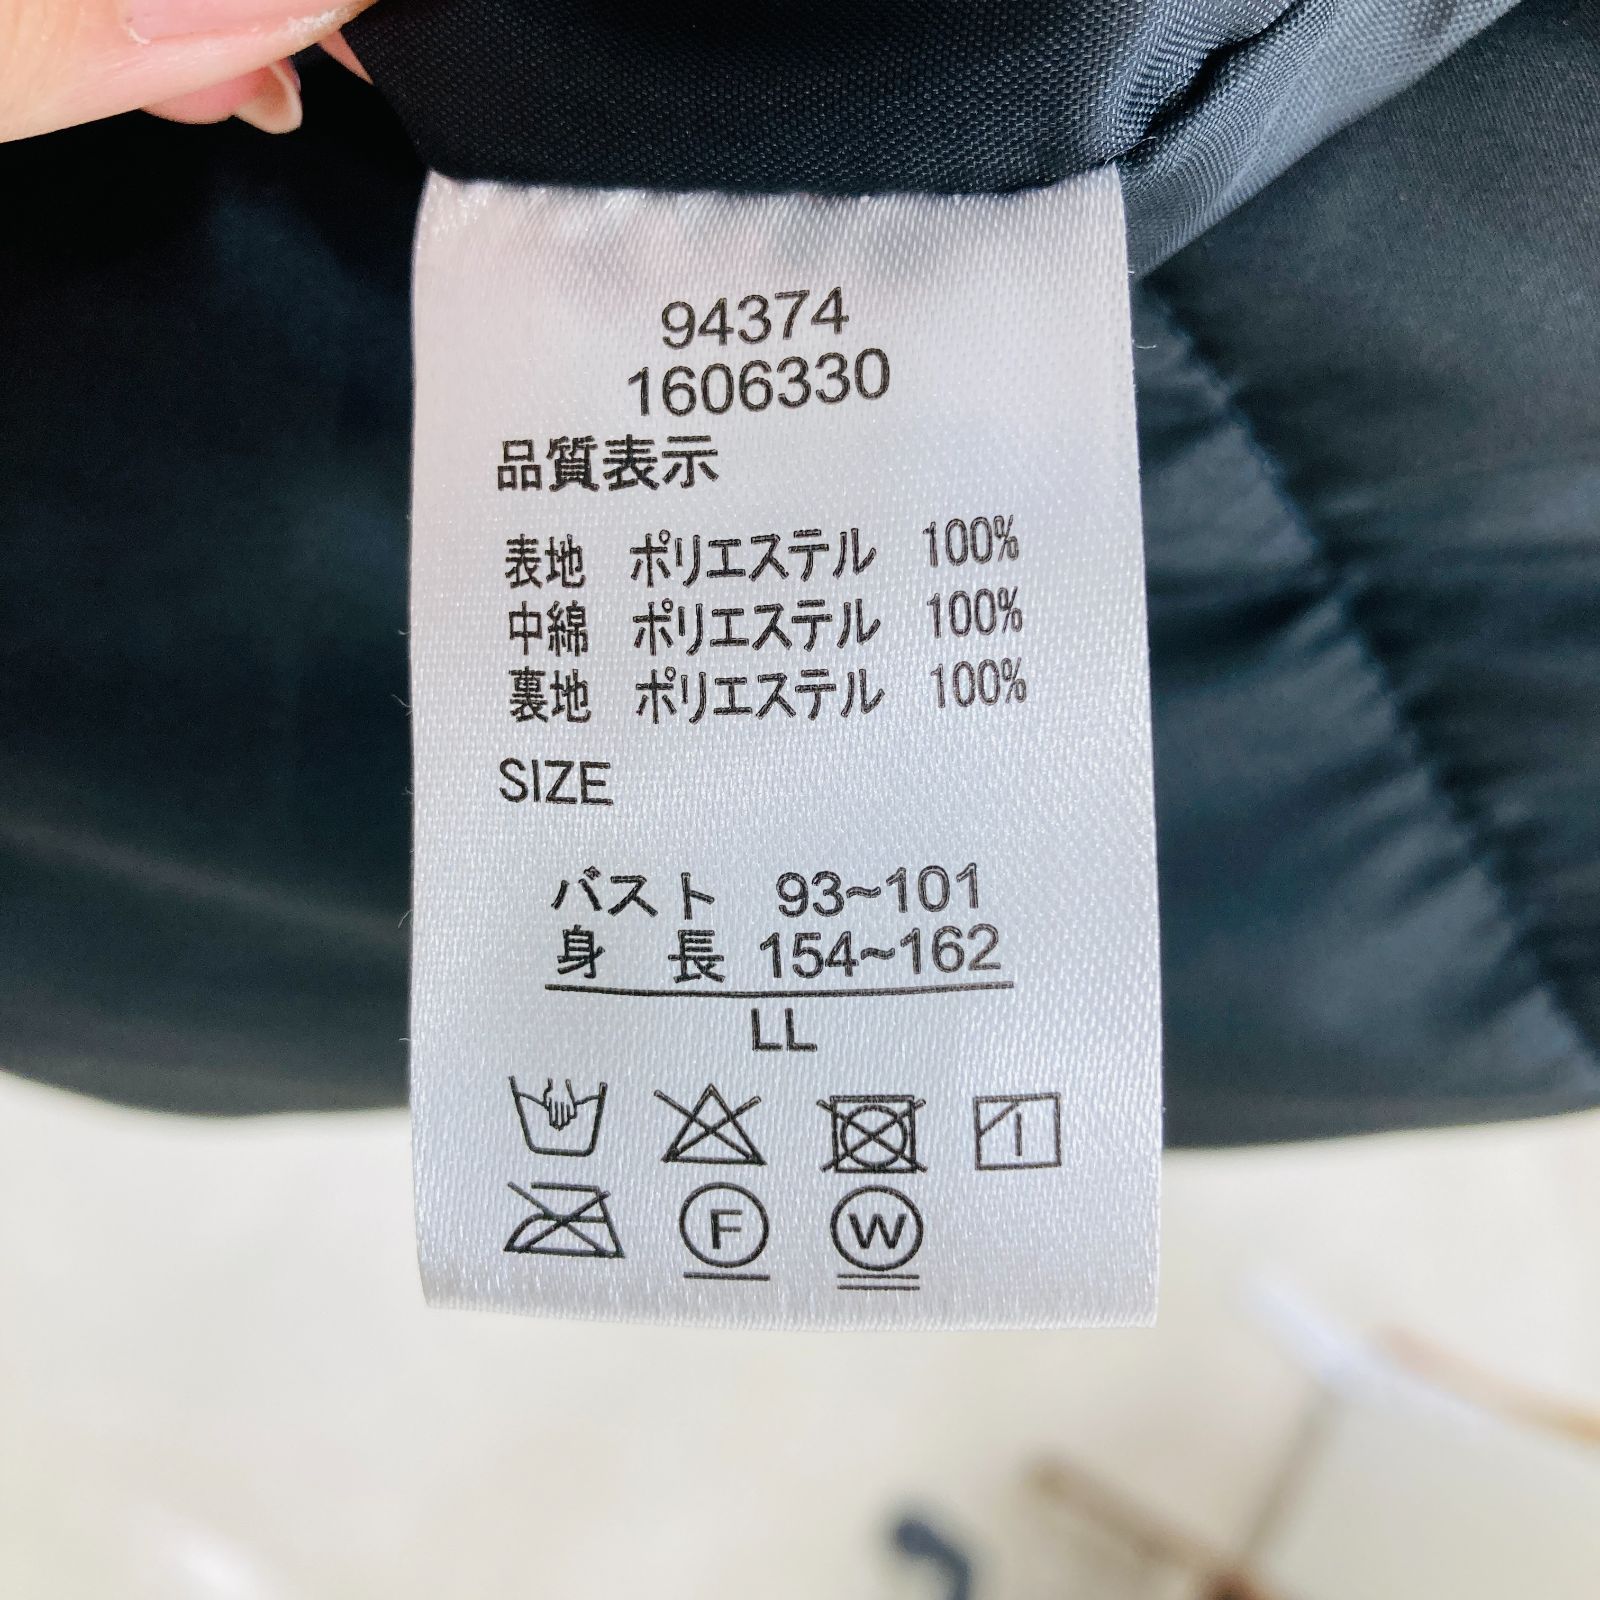 94374
1606330
品質表示
表地 ポリエステル 100%
中綿 ポリエステル 100%
裏地 ポリエステル 100%
SIZE
バスト 93~101
身 長 154~162
LL
F W